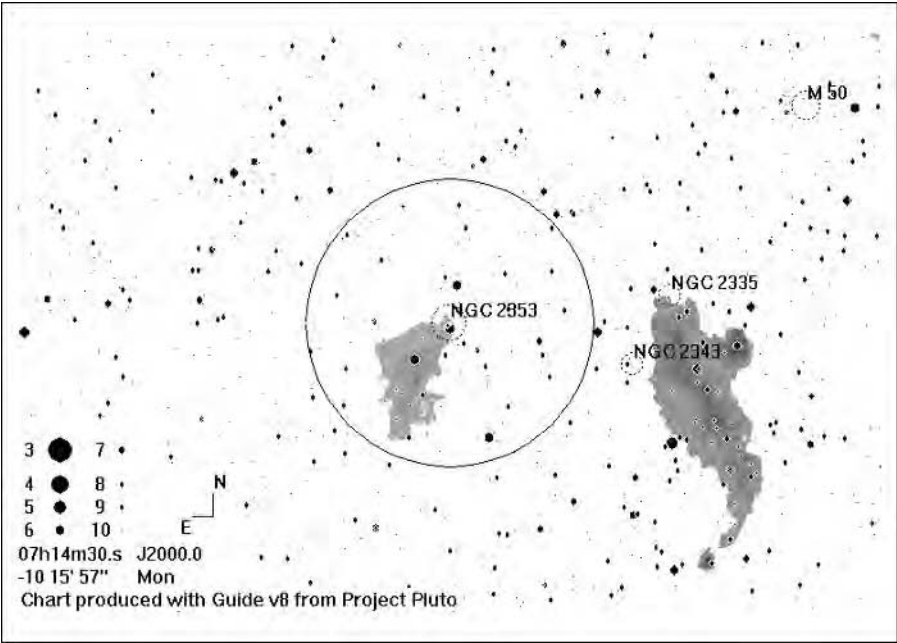 M 50
NGC 2335
NGC 2353
NGC 2343
3 7
4 8
5 9
6 10
N
E
07h14m30.s J2000.0
-10 15' 57" Mon
Chart produced with Guide v8 from Project Pluto